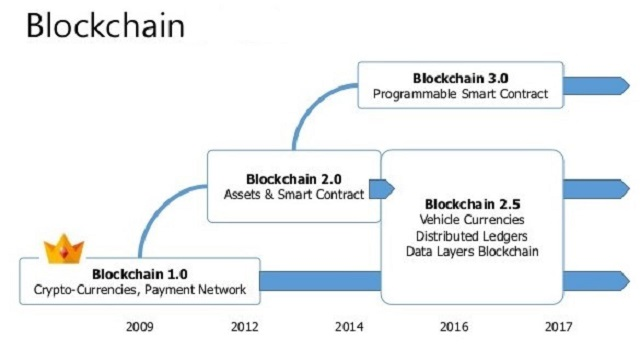 Blockchain
Blockchain 3.0
Programmable Smart Contract
Blockchain 2.0
Assets & Smart Contract
Blockchain 2.5
Vehicle Currencies
Distributed Ledgers
Data Layers Blockchain
Blockchain 1.0
Crypto-Currencies, Payment Network
2009 2012 2014 2016 2017